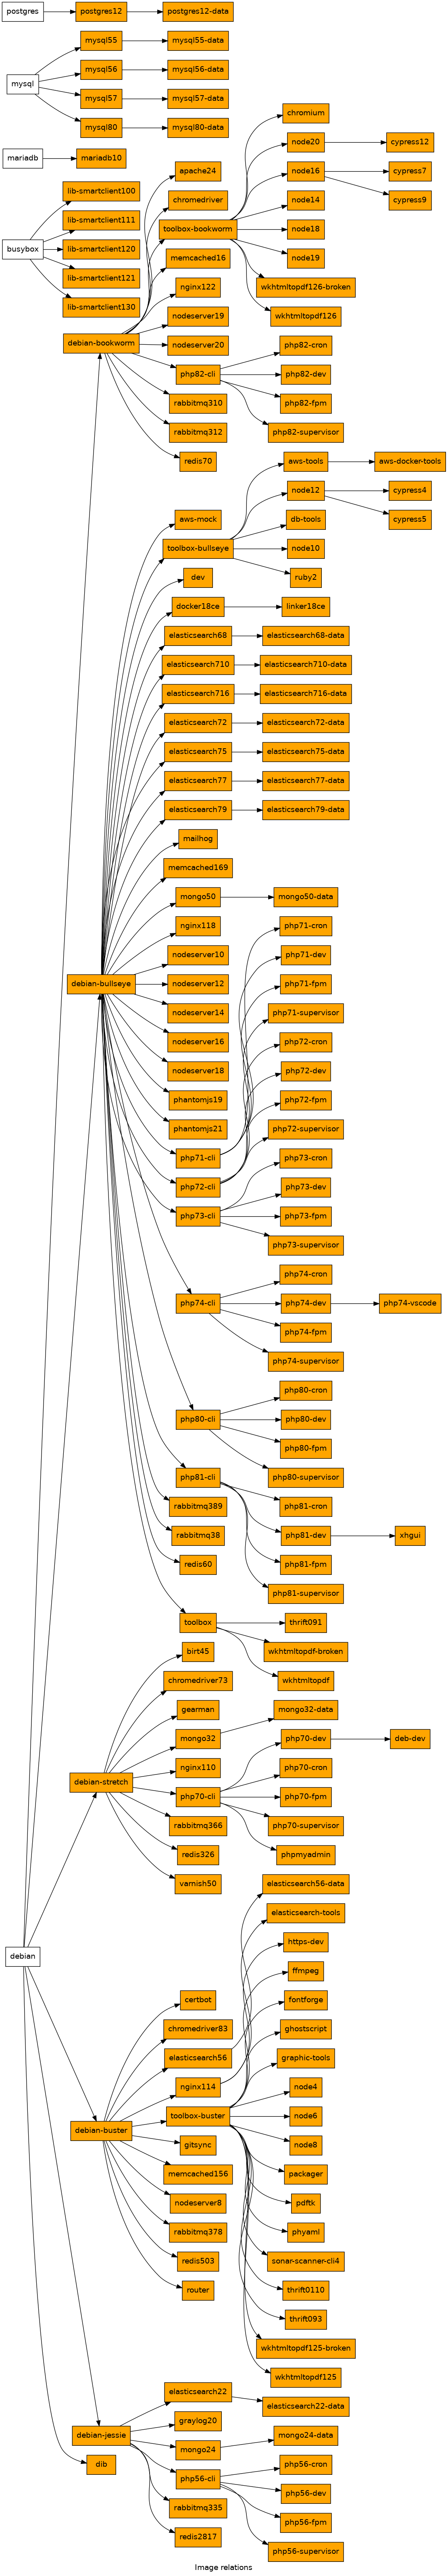 postgres
postgres12
postgres12-data
mysql
mysql55
mysql55-data
mysql56
mysql56-data
mysql57
mysql57-data
mysql80
mysql80-data
mariadb
mariadb10
busybox
lib-smartclient100
lib-smartclient111
lib-smartclient120
lib-smartclient121
lib-smartclient130
debian-bookworm
apache24
chromedriver
toolbox-bookworm
chromium
node20
cypress12
node16
cypress7
cypress9
node14
node18
node19
wkhtmltopdf126-broken
wkhtmltopdf126
memcached16
nginx122
nodeserver19
nodeserver20
php82-cli
php82-cron
php82-dev
php82-fpm
php82-supervisor
rabbitmq310
rabbitmq312
redis70
debian-bullseye
aws-mock
toolbox-bullseye
aws-tools
aws-docker-tools
node12
cypress4
cypress5
db-tools
node10
ruby2
dev
docker18ce
linker18ce
elasticsearch68
elasticsearch68-data
elasticsearch710
elasticsearch710-data
elasticsearch716
elasticsearch716-data
elasticsearch72
elasticsearch72-data
elasticsearch75
elasticsearch75-data
elasticsearch77
elasticsearch77-data
elasticsearch79
elasticsearch79-data
mailhog
memcached169
mongo50
mongo50-data
nginx118
nodeserver10
nodeserver12
nodeserver14
nodeserver16
nodeserver18
phantomjs19
phantomjs21
php71-cli
php71-cron
php71-dev
php71-fpm
php71-supervisor
php72-cli
php72-cron
php72-dev
php72-fpm
php72-supervisor
php73-cli
php73-cron
php73-dev
php73-fpm
php73-supervisor
php74-cli
php74-cron
php74-dev
php74-vscode
php74-fpm
php74-supervisor
php80-cli
php80-cron
php80-dev
php80-fpm
php80-supervisor
php81-cli
php81-cron
php81-dev
xhgui
php81-fpm
php81-supervisor
rabbitmq389
rabbitmq38
redis60
toolbox
thrift091
wkhtmltopdf-broken
wkhtmltopdf
debian-stretch
birt45
chromedriver73
gearman
mongo32
mongo32-data
nginx110
php70-cli
php70-dev
deb-dev
php70-cron
php70-fpm
php70-supervisor
phpmyadmin
rabbitmq366
redis326
varnish50
debian
debian-buster
certbot
chromedriver83
elasticsearch56
elasticsearch56-data
elasticsearch-tools
nginx114
https-dev
toolbox-buster
ffmpeg
fontforge
ghostscript
graphic-tools
node4
node6
node8
packager
pdftk
phyaml
sonar-scanner-cli4
thrift0110
thrift093
wkhtmltopdf125-broken
wkhtmltopdf125
gitsync
memcached156
nodeserver8
rabbitmq378
redis503
router
debian-jessie
elasticsearch22
elasticsearch22-data
graylog20
mongo24
mongo24-data
php56-cli
php56-cron
php56-dev
php56-fpm
php56-supervisor
rabbitmq335
redis2817
dib
Image relations